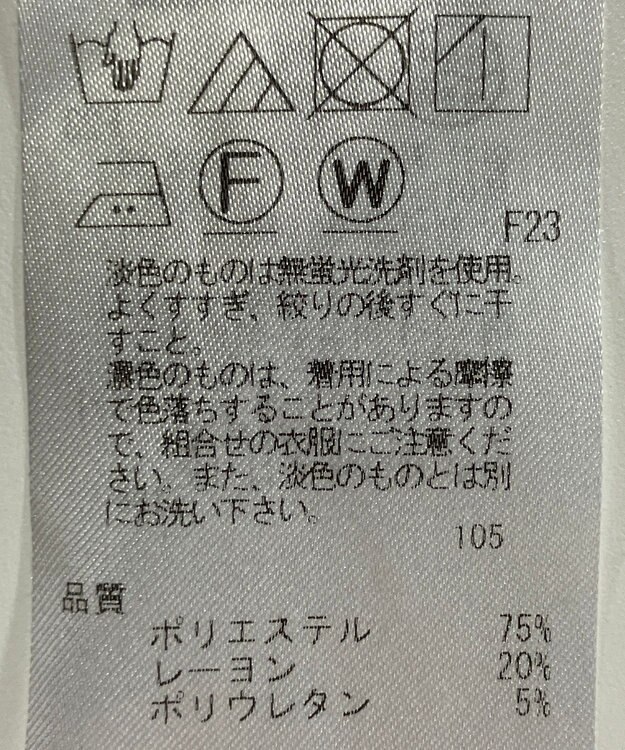 F W
F23
淡色のものは無蛍光洗剤を使用。
よくすすぎ、絞りの後すぐに干
すこと。
濃色のものは、着用による摩擦
で色落ちすることがありますの
で、組合せの衣服にご注意くだ
さい。また、淡色のものとは別
にお洗い下さい。
105
品質
ポリエステル 75%
レーヨン 20%
ポリウレタン 5%